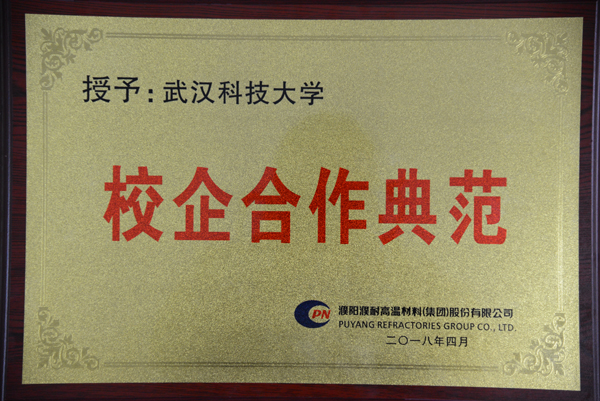 授予:武汉科技大学
校企合作典范
PN
濮阳濮耐高温材料(集团)股份有限公司
PUYANG REFRACTORIES GROUP CO., LTD.
二〇一八年四月